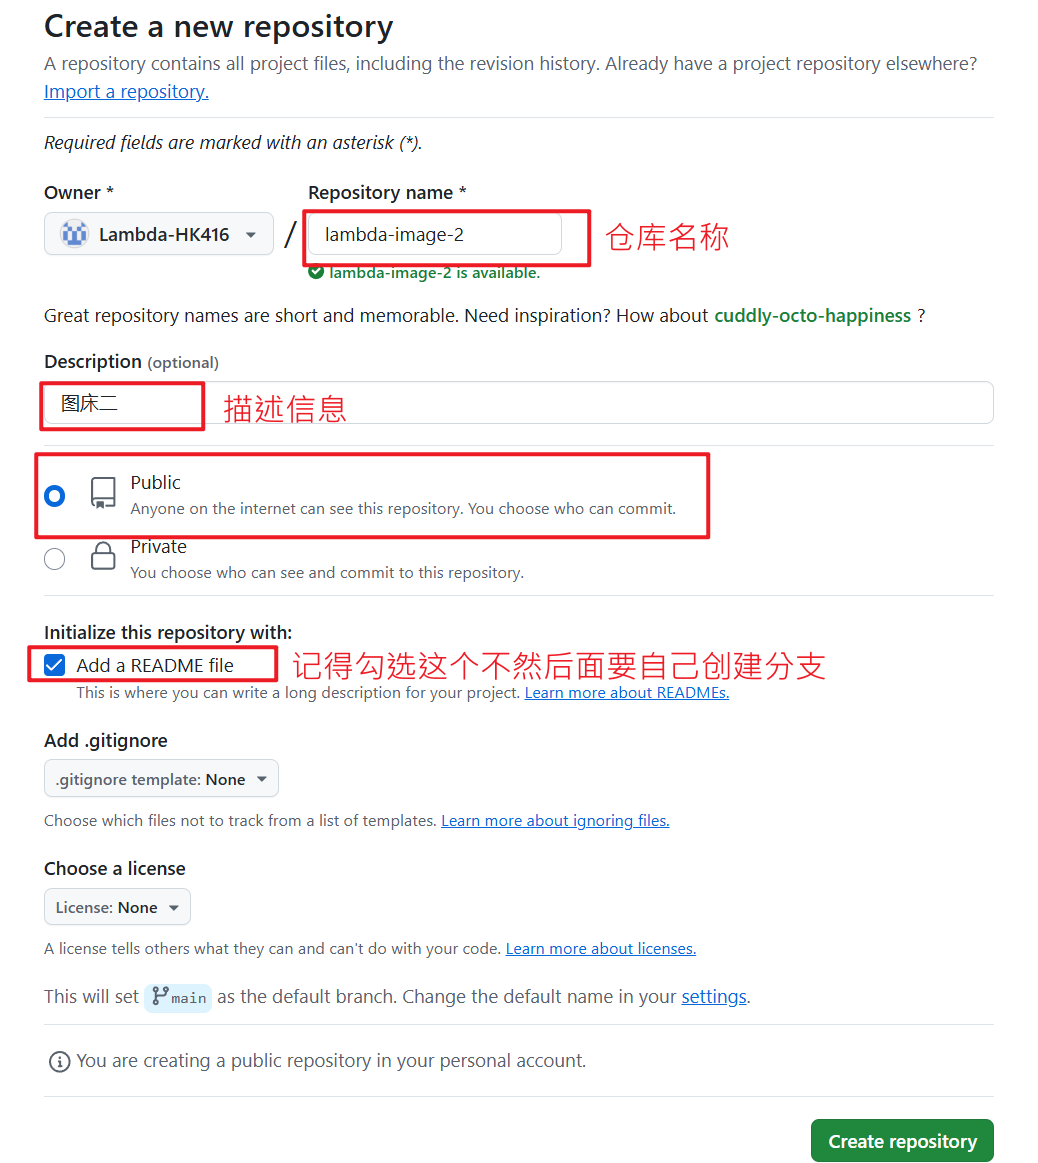 Create a new repository
A repository contains all project files, including the revision history. Already have a project repository elsewhere?
Import a repository.
Required fields are marked with an asterisk (*).
Owner *
Repository name *
Lambda-HK416
/
lambda-image-2
仓库名称
lambda-image-2 is available.
Great repository names are short and memorable. Need inspiration? How about cuddly-octo-happiness ?
Description (optional)
图床二
描述信息
Public
Anyone on the internet can see this repository. You choose who can commit.
Private
You choose who can see and commit to this repository.
Initialize this repository with:
Add a README file
记得勾选这个不然后面要自己创建分支
This is where you can write a long description for your project. Learn more about READMEs.
Add .gitignore
.gitignore template: None
Choose which files not to track from a list of templates. Learn more about ignoring files.
Choose a license
License: None
A license tells others what they can and can't do with your code. Learn more about licenses.
This will set main as the default branch. Change the default name in your settings.
You are creating a public repository in your personal account.
Create repository